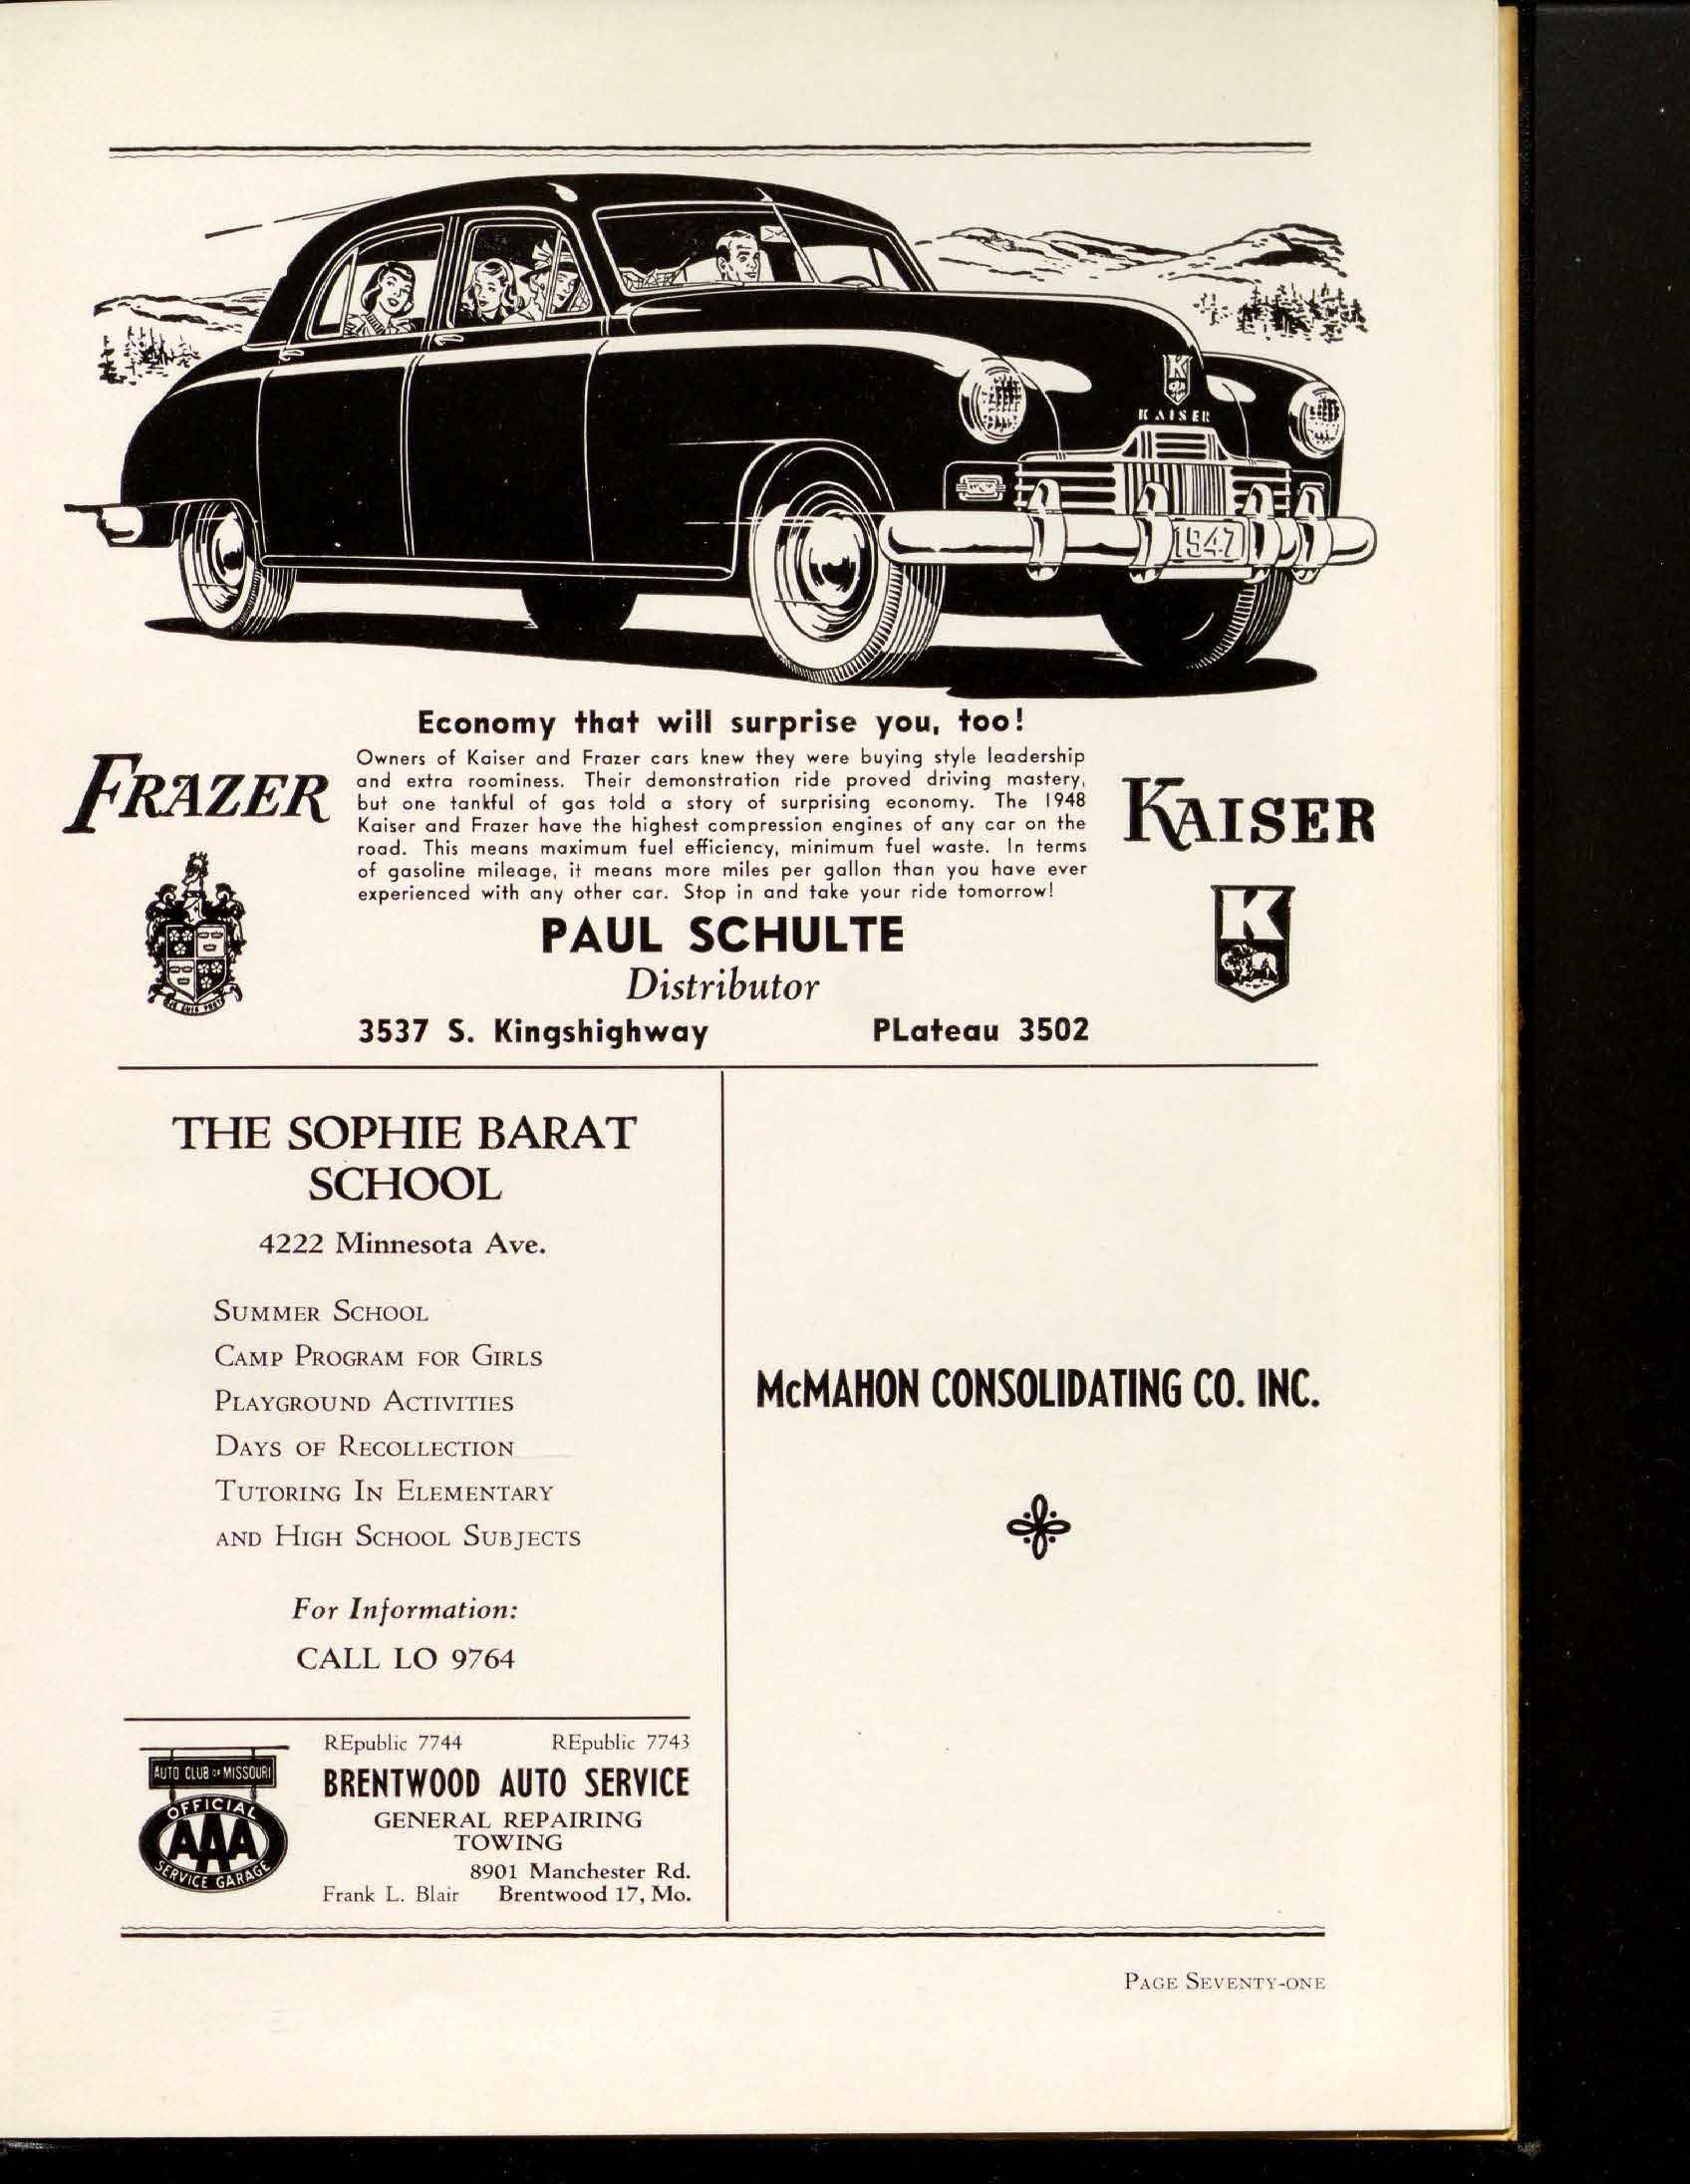 K
KAISER
1947
Economy that will surprise you, too!
FRAZER
Owners of Kaiser and Frazer cars knew they were buying style leadership
and extra roominess. Their demonstration ride proved driving mastery,
but one tankful of gas told a story of surprising economy. The 1948
Kaiser and Frazer have the highest compression engines of any car on the
road. This means maximum fuel efficiency, minimum fuel waste. In terms
of gasoline mileage, it means more miles per gallon than you have ever
experienced with any other car. Stop in and take your ride tomorrow!
KAISER
K
PAUL SCHULTE
Distributor
3537 S. Kingshighway PLateau 3502
THE SOPHIE BARAT
SCHOOL
4222 Minnesota Ave.
SUMMER SCHOOL
CAMP PROGRAM FOR GIRLS
PLAYGROUND ACTIVITIES
DAYS OF RECOLLECTION
TUTORING IN ELEMENTARY
AND HIGH SCHOOL SUBJECTS
For Information:
CALL LO 9764
AUTO CLUB OF MISSOURI
OFFICIAL
AAA
SERVICE GARAGE
REpublic 7744 REpublic 7743
BRENTWOOD AUTO SERVICE
GENERAL REPAIRING
TOWING
8901 Manchester Rd.
Frank L. Blair Brentwood 17, Mo.
McMAHON CONSOLIDATING CO. INC.
PAGE SEVENTY-ONE